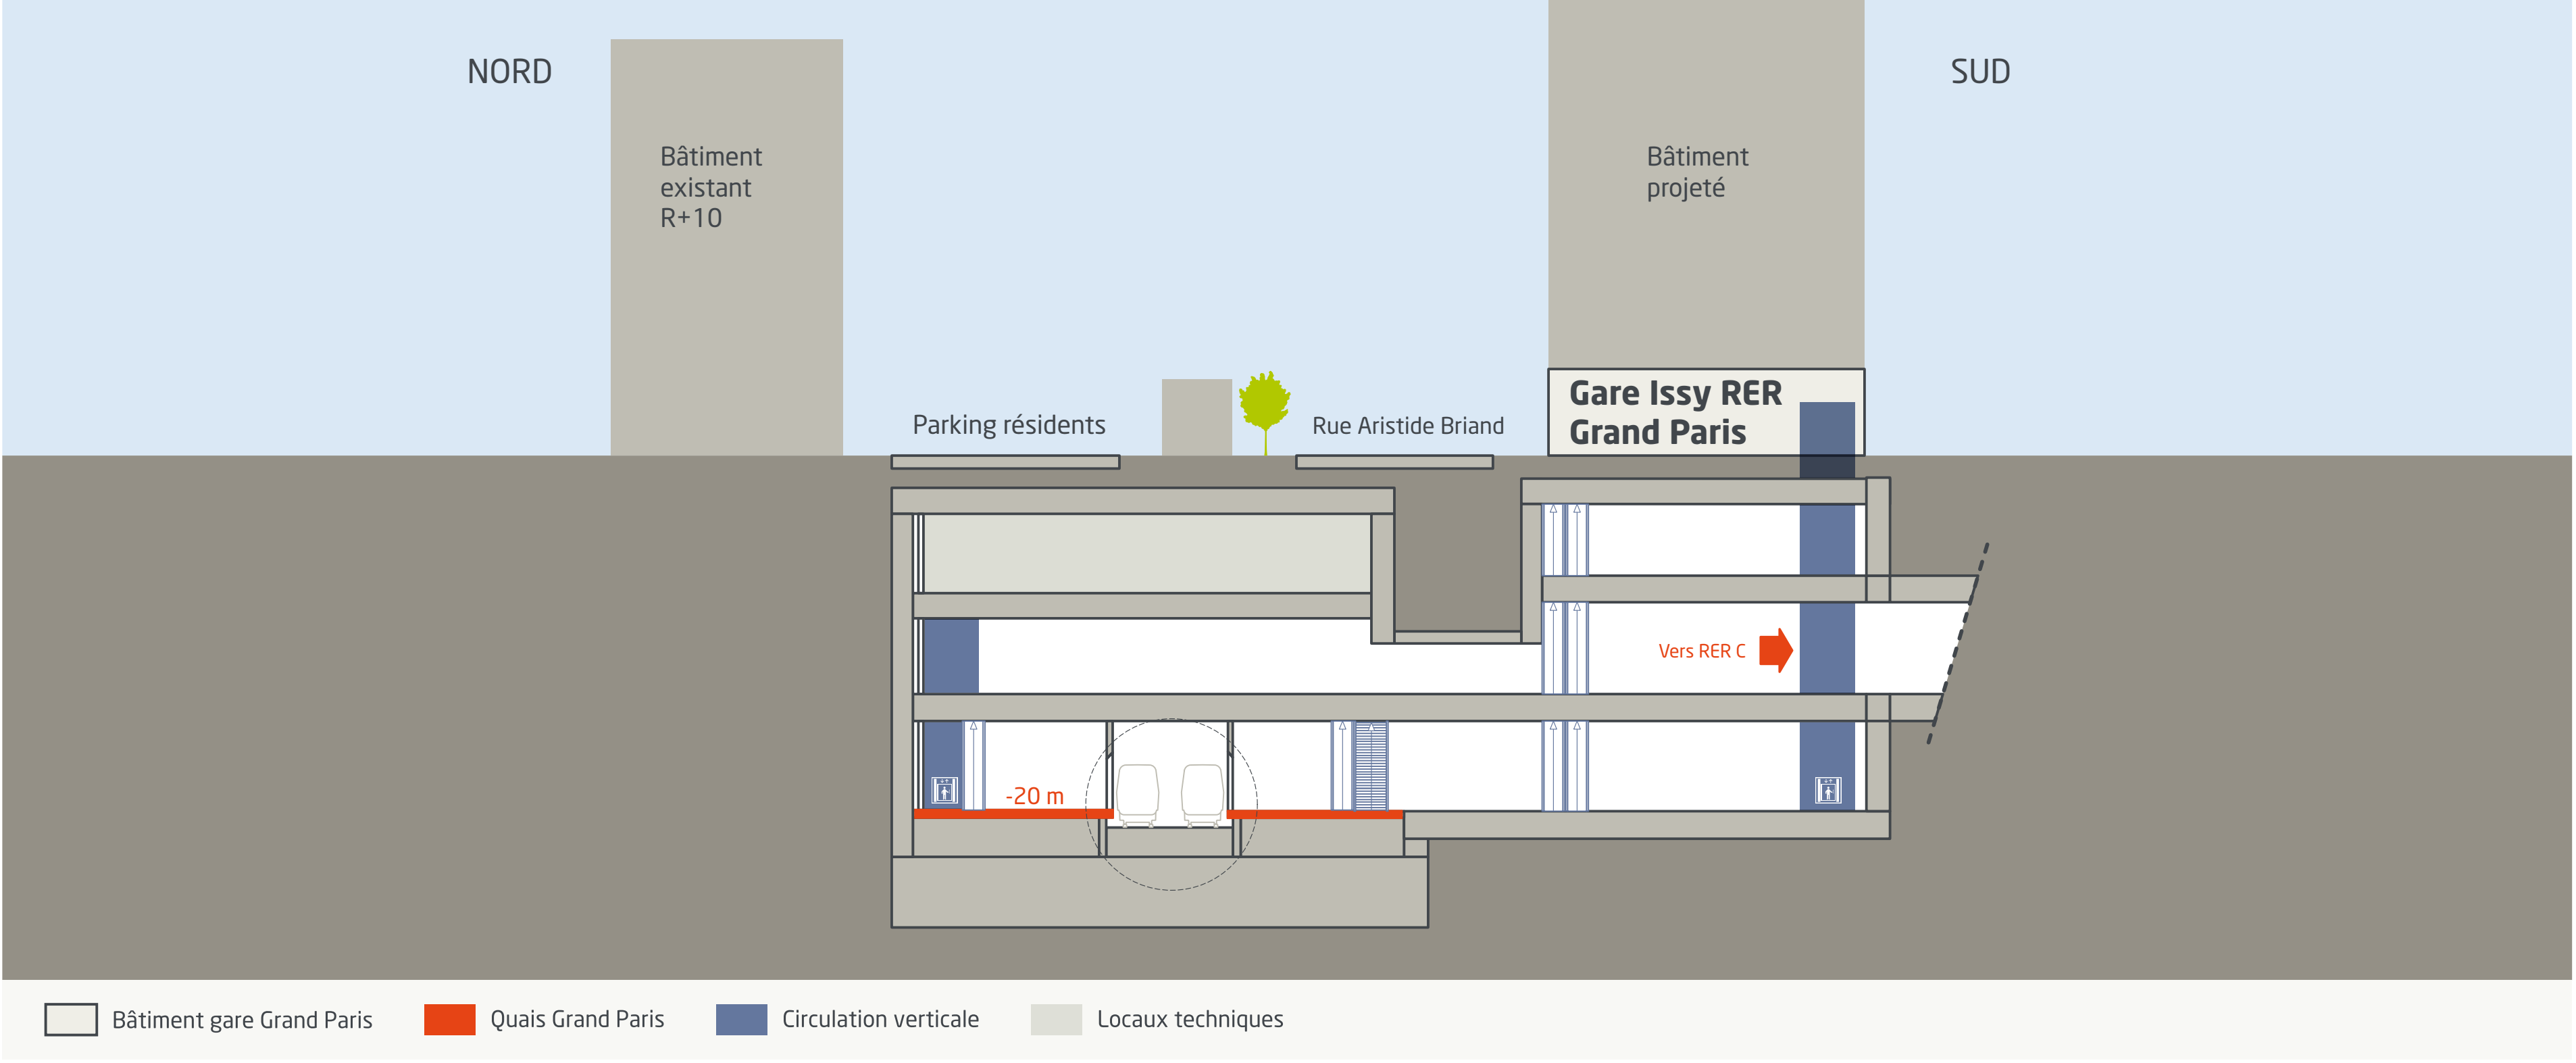 NORD
SUD
Bâtiment
existant
R+10
Bâtiment
projeté
Gare Issy RER
Grand Paris
Parking résidents
Rue Aristide Briand
Vers RER C
-20 m
Bâtiment gare Grand Paris
Quais Grand Paris
Circulation verticale
Locaux techniques